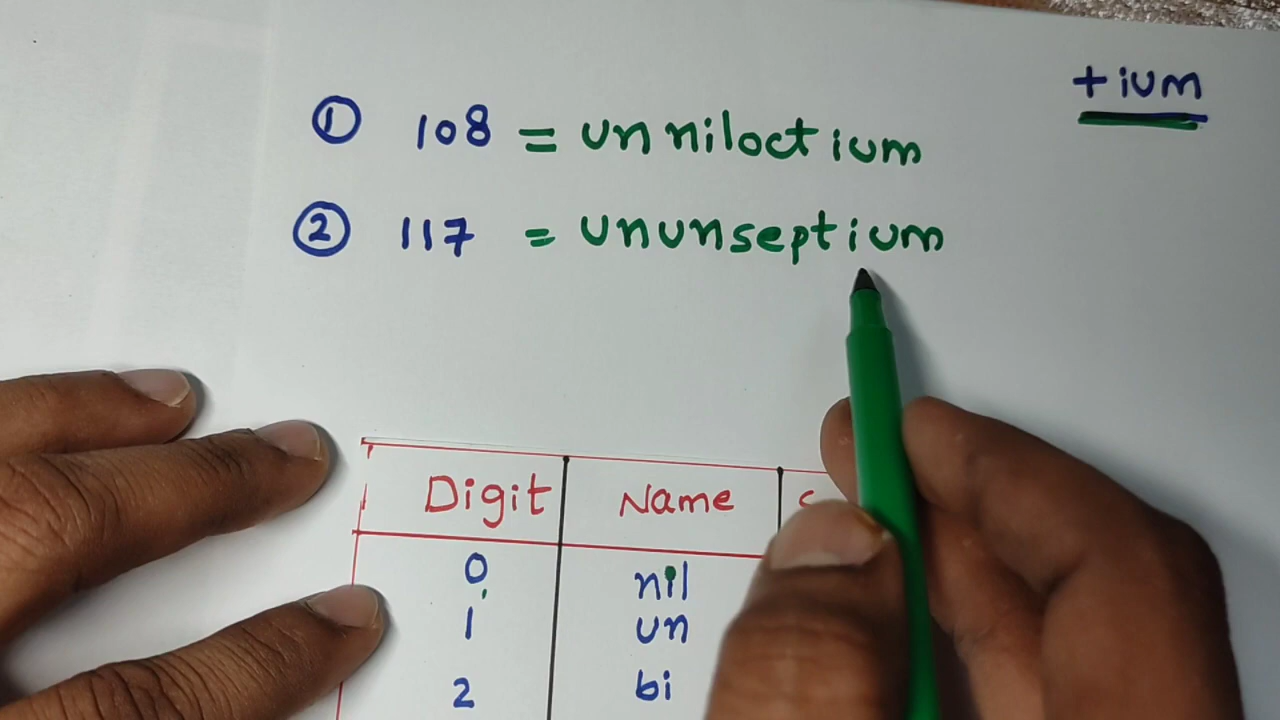 + ium
① 108 = unniloctium
② 117 = ununseptium
Digit Name
0 nil
1 un
2 bi